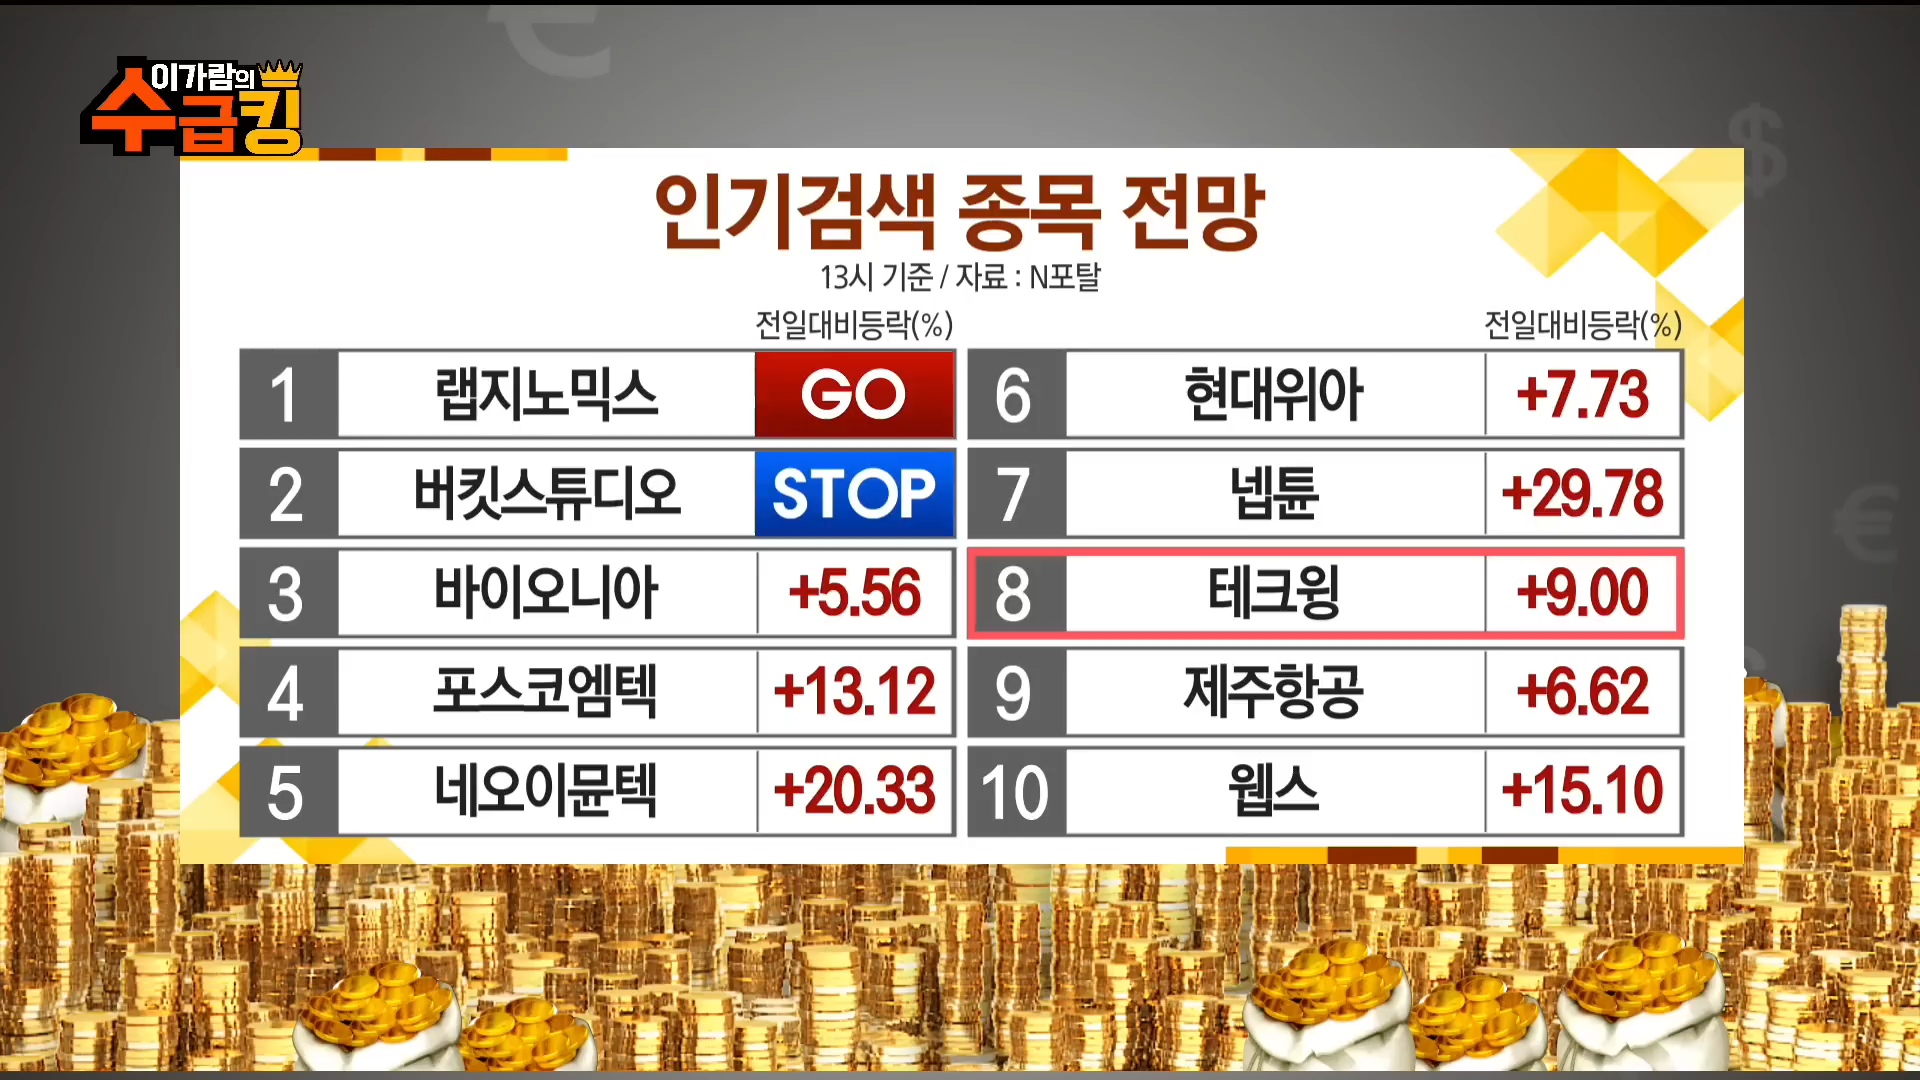 이가람의
수급킹
인기검색 종목 전망
13시 기준 / 자료 : N포탈
전일대비등락(%)
1 랩지노믹스 GO
2 버킷스튜디오 STOP
3 바이오니아 +5.56
4 포스코엠텍 +13.12
5 네오이뮨텍 +20.33
전일대비등락(%)
6 현대위아 +7.73
7 넵튠 +29.78
8 테크윙 +9.00
9 제주항공 +6.62
10 웹스 +15.10